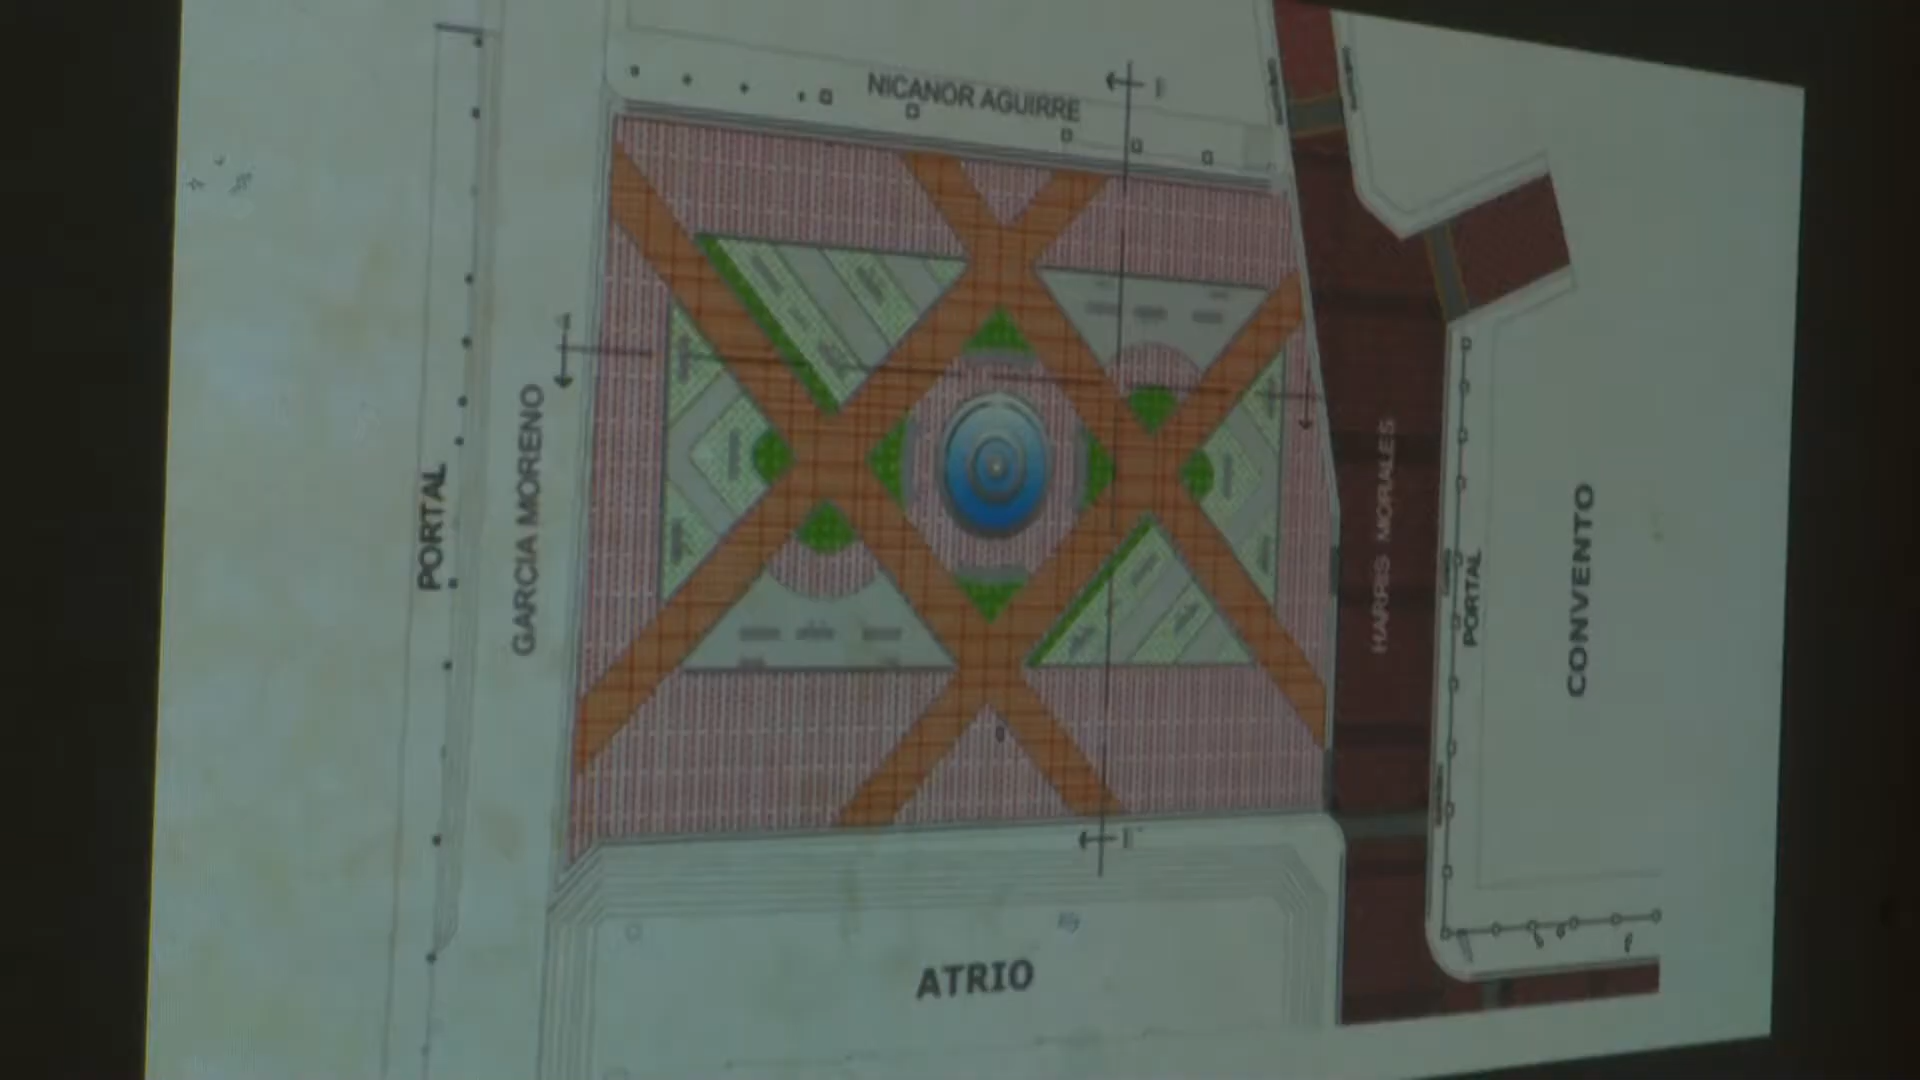 NICANOR AGUIRRE
PORTAL
GARCIA MORENO
HARRIS MORALES
PORTAL
CONVENTO
ATRIO